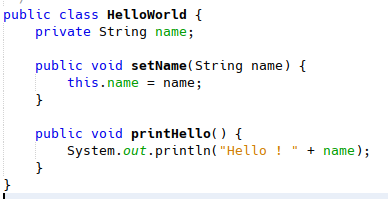 public class HelloWorld {
    private String name;

    public void setName(String name) {
        this.name = name;
    }

    public void printHello() {
        System.out.println("Hello ! " + name);
    }
}